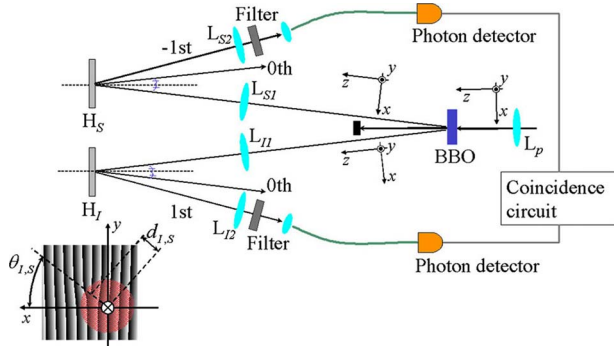 Filter
L_S2
-1st
Photon detector
0th
H_S
L_S1
y
z
x
y
z
x
BBO
L_p
L_I1
z
y
x
0th
H_I
1st
L_I2
Filter
Coincidence
circuit
Photon detector
y
d_I,S
θ_I,S
x